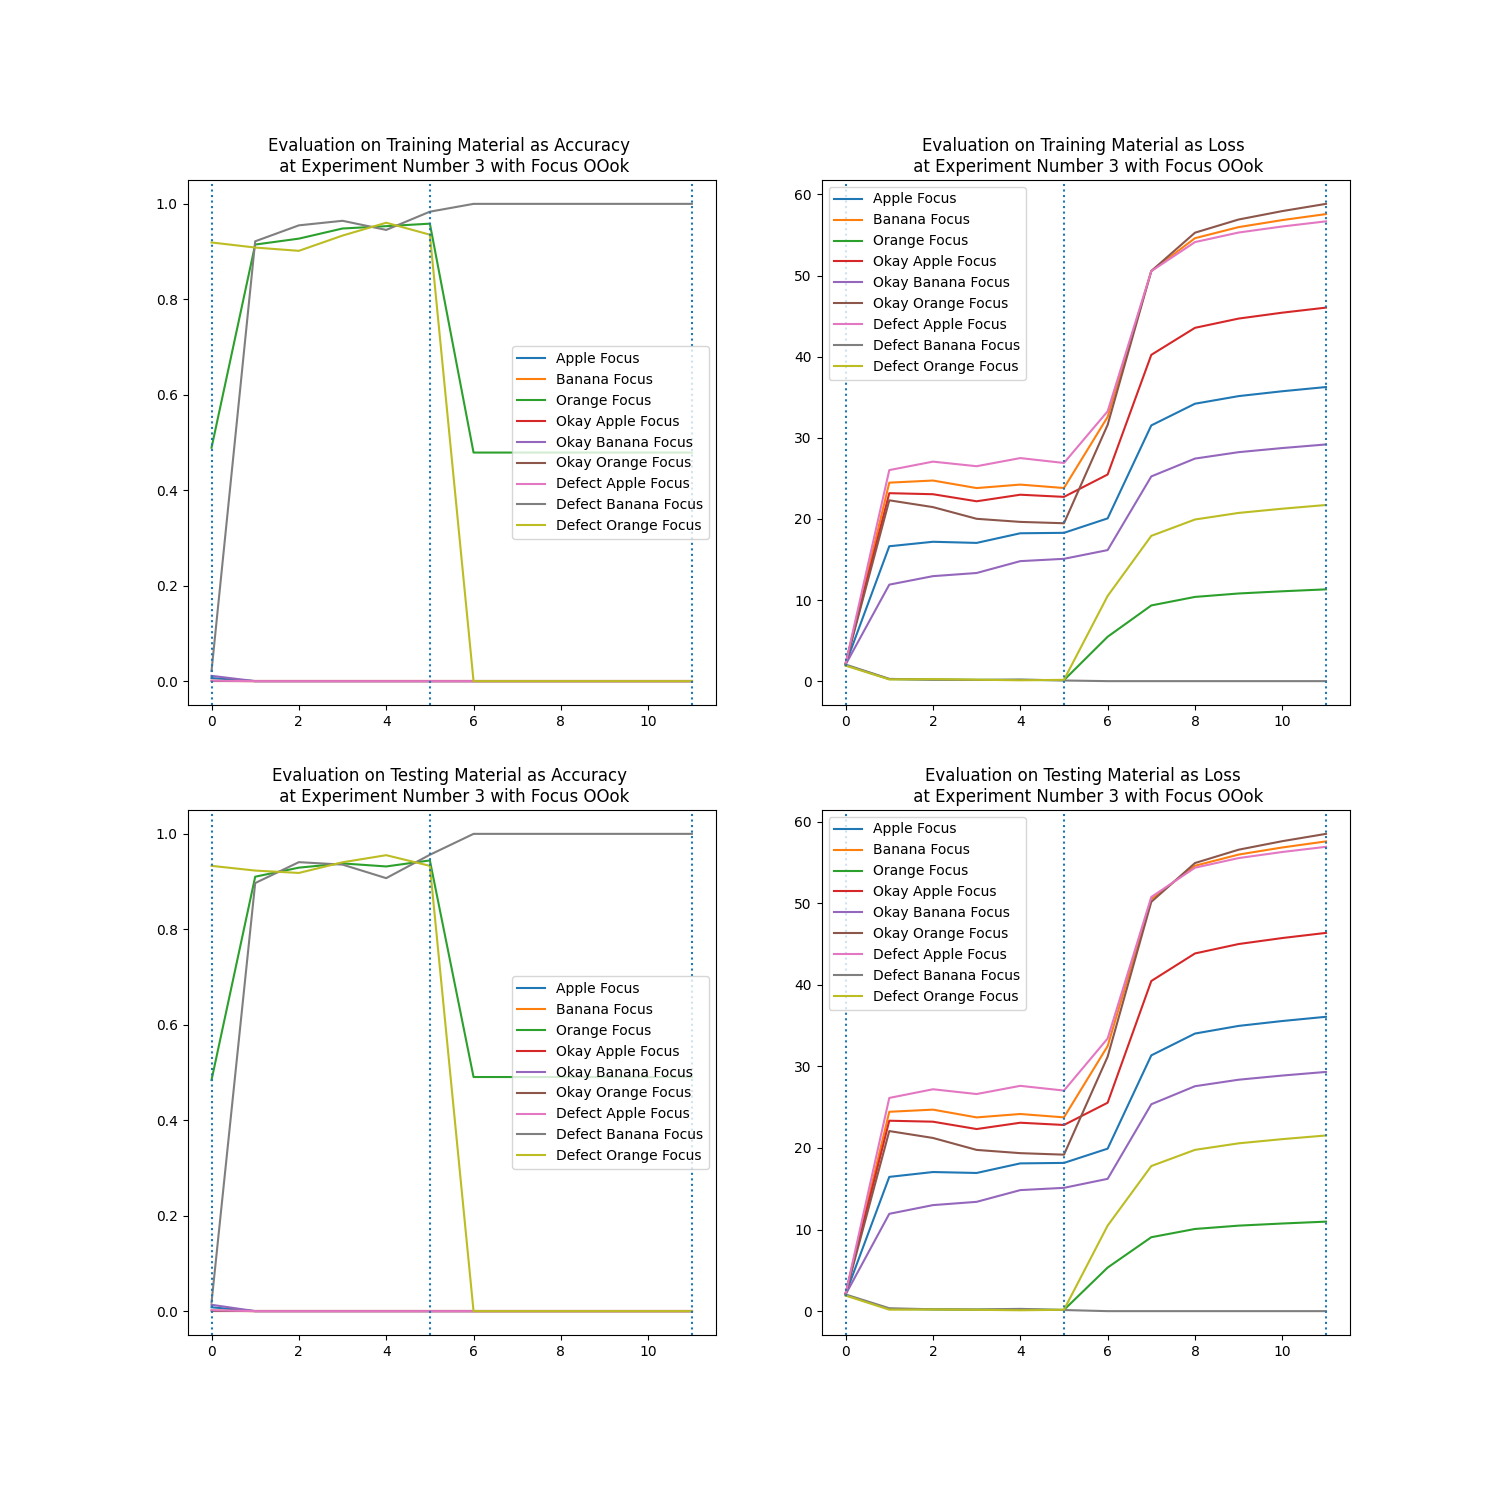 Evaluation on Training Material as Accuracy
at Experiment Number 3 with Focus OOok
1.0
0.8
0.6
0.4
0.2
0.0
0 2 4 6 8 10
Apple Focus
Banana Focus
Orange Focus
Okay Apple Focus
Okay Banana Focus
Okay Orange Focus
Defect Apple Focus
Defect Banana Focus
Defect Orange Focus
Evaluation on Training Material as Loss
at Experiment Number 3 with Focus OOok
60
50
40
30
20
10
0
0 2 4 6 8 10
Apple Focus
Banana Focus
Orange Focus
Okay Apple Focus
Okay Banana Focus
Okay Orange Focus
Defect Apple Focus
Defect Banana Focus
Defect Orange Focus
Evaluation on Testing Material as Accuracy
at Experiment Number 3 with Focus OOok
1.0
0.8
0.6
0.4
0.2
0.0
0 2 4 6 8 10
Apple Focus
Banana Focus
Orange Focus
Okay Apple Focus
Okay Banana Focus
Okay Orange Focus
Defect Apple Focus
Defect Banana Focus
Defect Orange Focus
Evaluation on Testing Material as Loss
at Experiment Number 3 with Focus OOok
60
50
40
30
20
10
0
0 2 4 6 8 10
Apple Focus
Banana Focus
Orange Focus
Okay Apple Focus
Okay Banana Focus
Okay Orange Focus
Defect Apple Focus
Defect Banana Focus
Defect Orange Focus